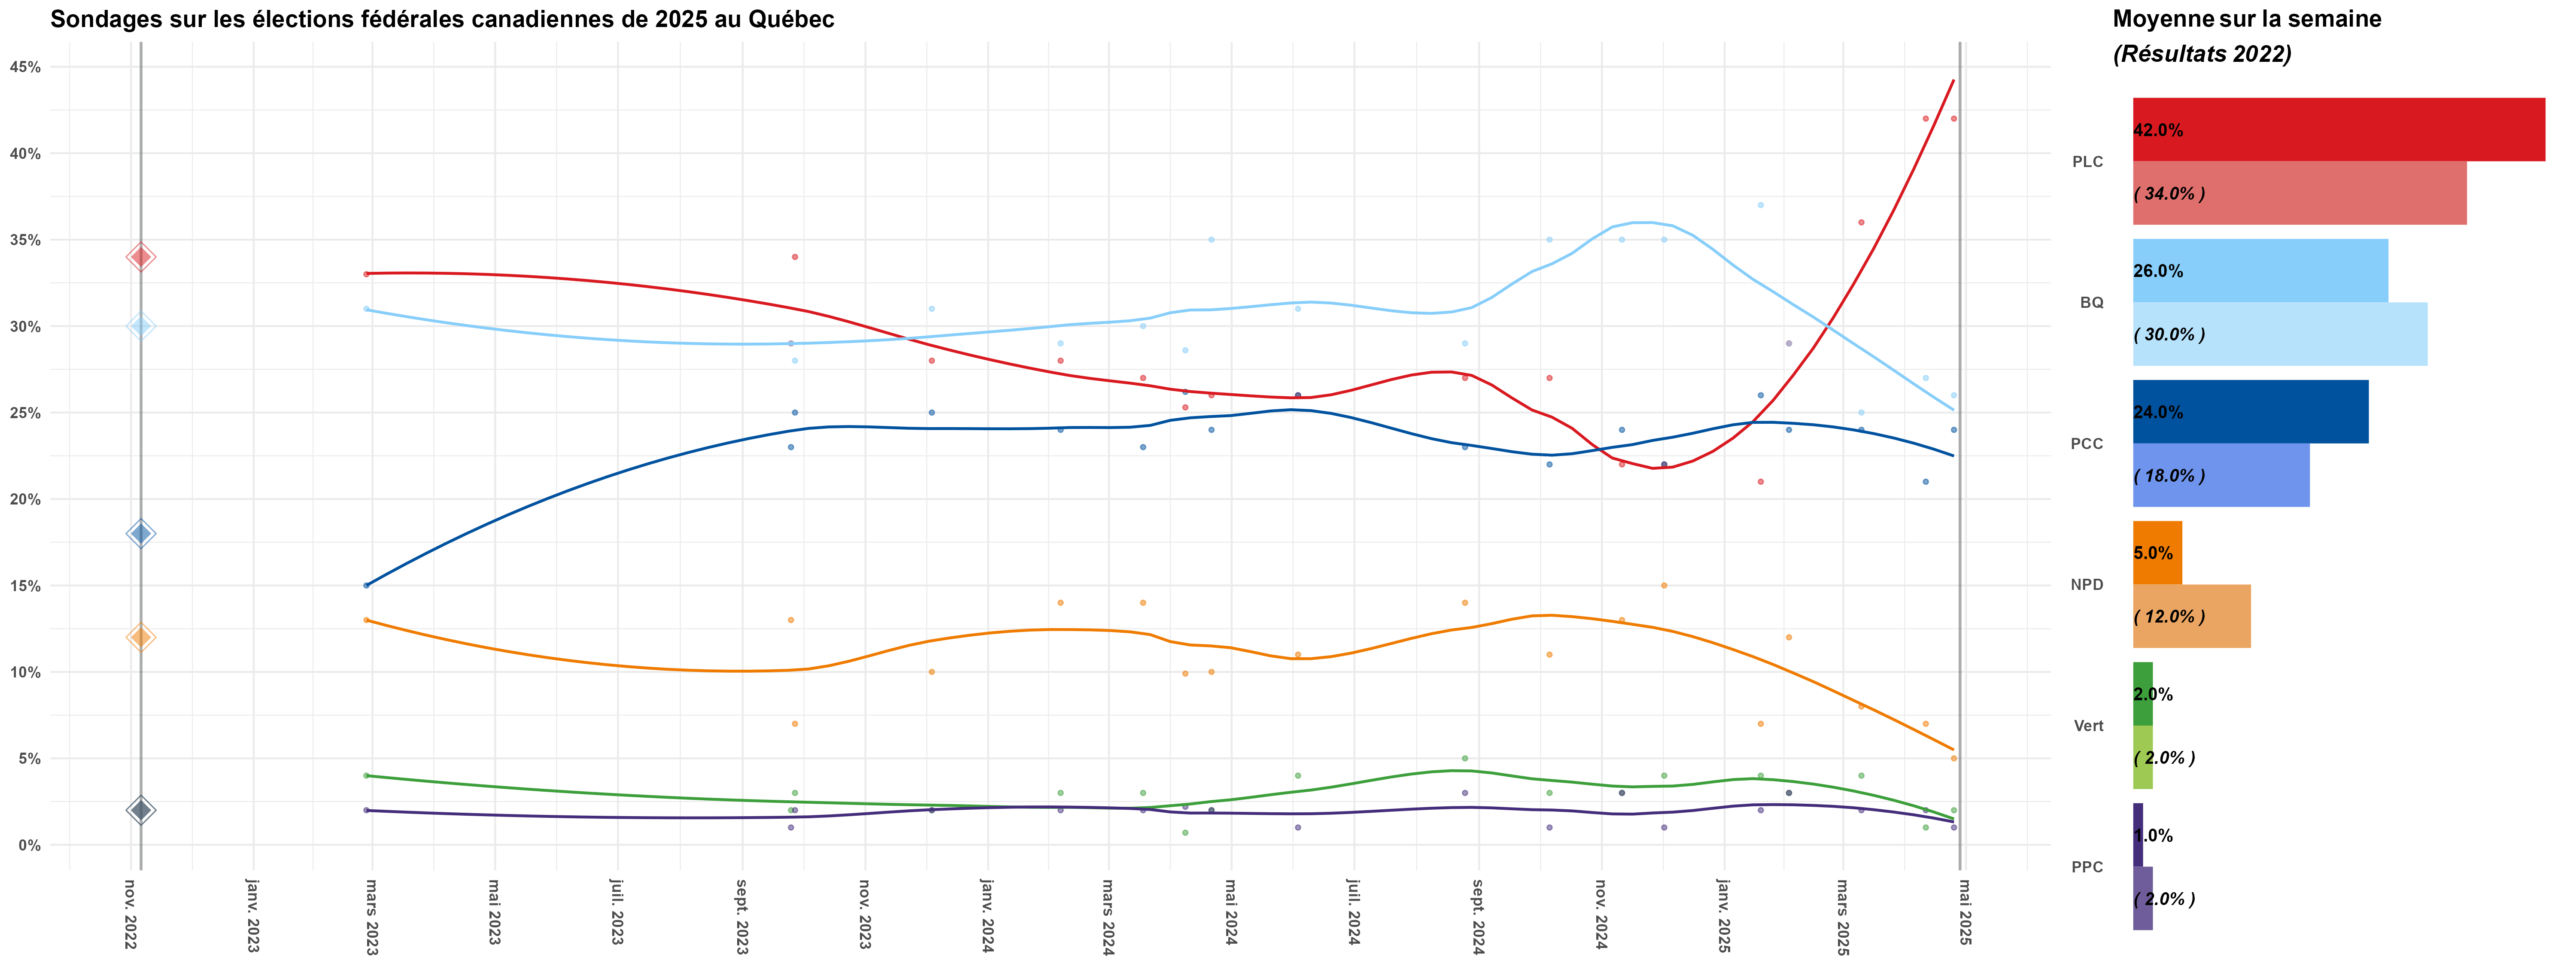 Sondages sur les élections fédérales canadiennes de 2025 au Québec
45%
40%
35%
30%
25%
20%
15%
10%
5%
0%
nov. 2022
janv. 2023
mars 2023
mai 2023
juil. 2023
sept. 2023
nov. 2023
janv. 2024
mars 2024
mai 2024
juil. 2024
sept. 2024
nov. 2024
janv. 2025
mars 2025
mai 2025
Moyenne sur la semaine
(Résultats 2022)
PLC
42.0%
( 34.0% )
BQ
26.0%
( 30.0% )
PCC
24.0%
( 18.0% )
NPD
5.0%
( 12.0% )
Vert
2.0%
( 2.0% )
PPC
1.0%
( 2.0% )